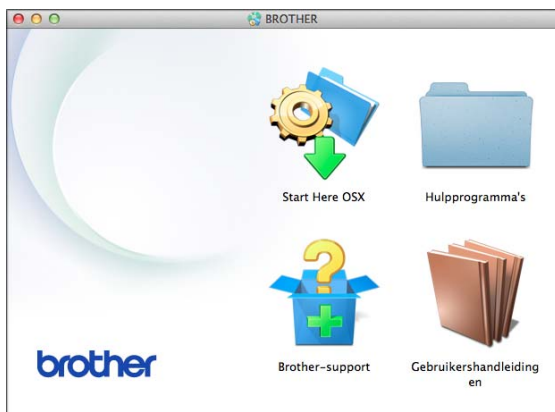 BROTHER
Start Here OSX
Hulpprogramma's
Brother-support
Gebruikershandleiding
en
brother